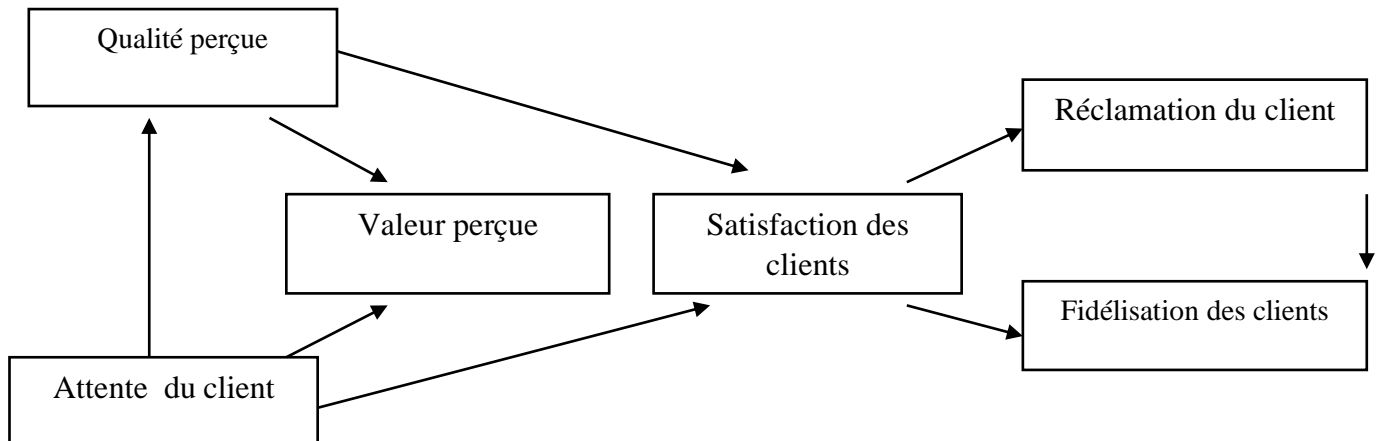 Qualité perçue
Réclamation du client
Valeur perçue
Satisfaction des
clients
Fidélisation des clients
Attente du client